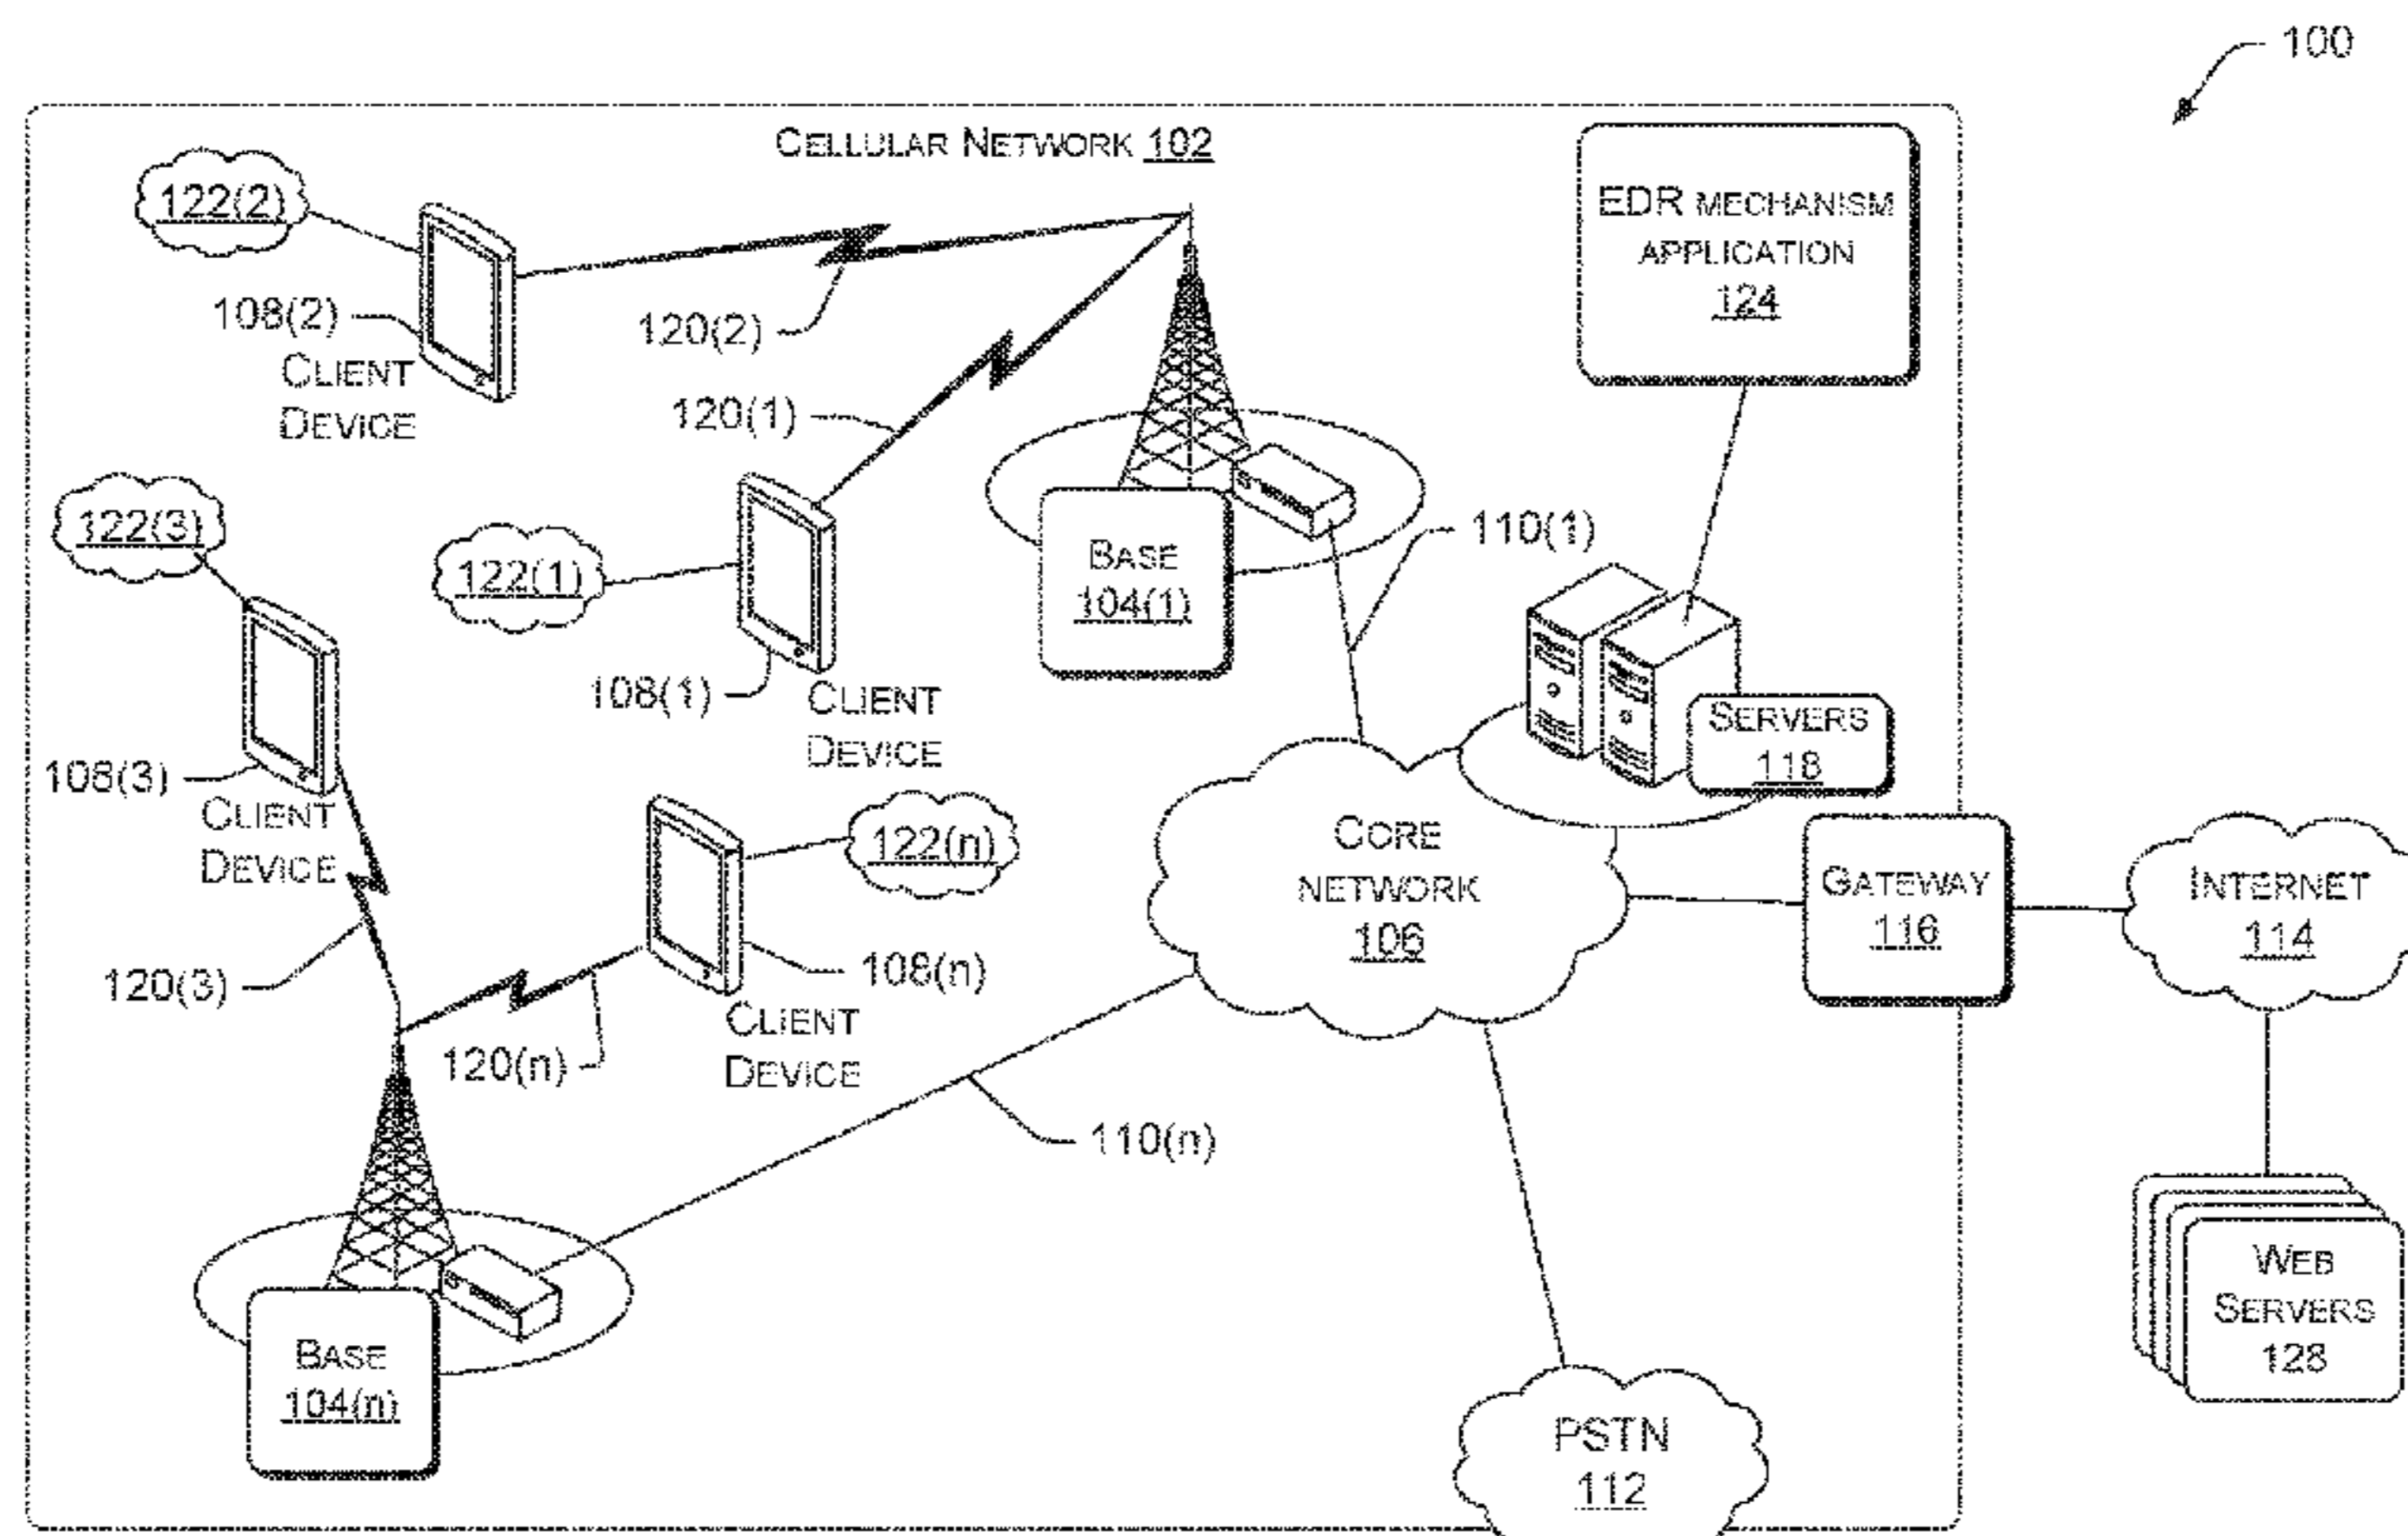 100
CELLULAR NETWORK 102
122(2)
EDR MECHANISM
APPLICATION
124
108(2)
CLIENT
DEVICE
120(2)
120(1)
122(3)
122(1)
BASE
104(1)
110(1)
108(1)
CLIENT
DEVICE
SERVERS
118
108(3)
CLIENT
DEVICE
122(n)
CORE
NETWORK
106
GATEWAY
116
INTERNET
114
120(3)
108(n)
CLIENT
DEVICE
120(n)
110(n)
WEB
SERVERS
128
BASE
104(n)
PSTN
112